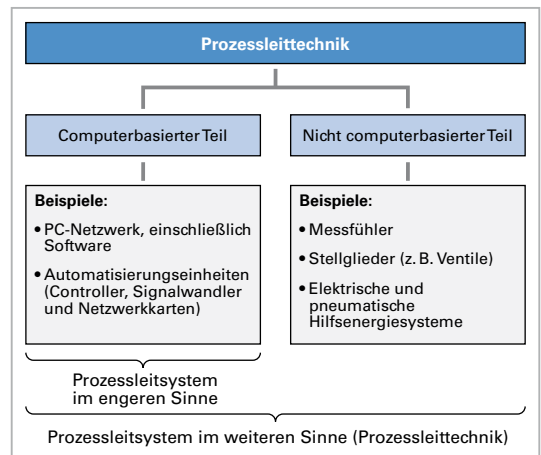 Prozessleittechnik
Computerbasierter Teil
Nicht computerbasierter Teil
Beispiele:
• PC-Netzwerk, einschließlich
Software
• Automatisierungseinheiten
(Controller, Signalwandler
und Netzwerkkarten)
Beispiele:
• Messfühler
• Stellglieder (z. B. Ventile)
• Elektrische und
pneumatische
Hilfsenergiesysteme
Prozessleitsystem
im engeren Sinne
Prozessleitsystem im weiteren Sinne (Prozessleittechnik)